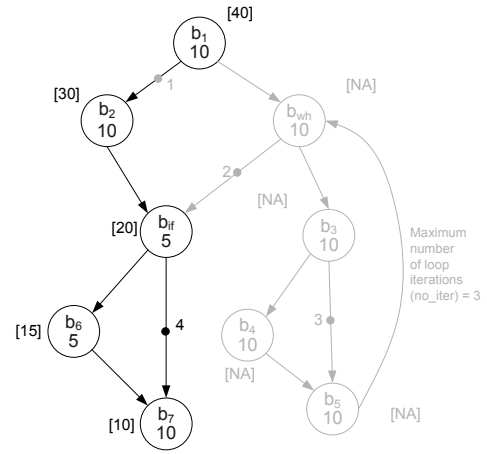 [40]
b1
10
1
[30]
b2
10
[NA]
bwh
10
2
[NA]
[20]
bif
5
b3
10
Maximum
number
of loop
iterations
(no_iter) = 3
[15]
b6
5
4
b4
10
3
[NA]
[10]
b7
10
b5
10
[NA]